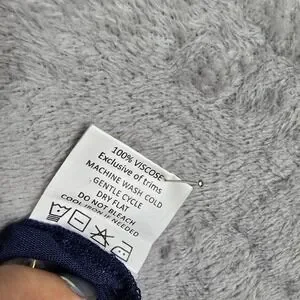 100% VISCOSE
Exclusive of trims
MACHINE WASH COLD
GENTLE CYCLE
DRY FLAT
DO NOT BLEACH
COOL IRON IF NEEDED